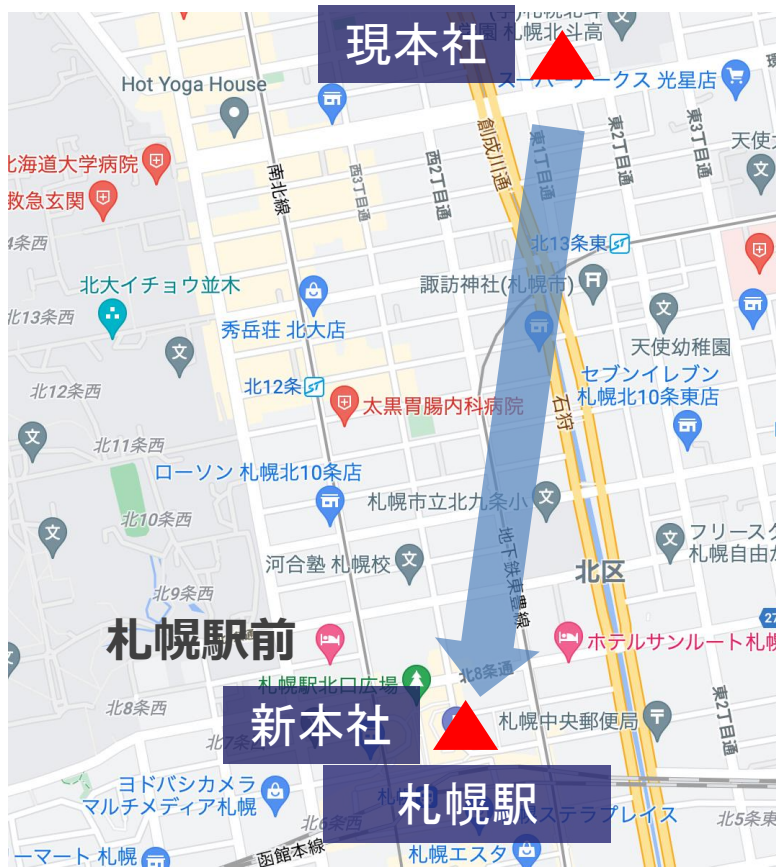 現本社
札幌北斗高
スーパーアークス 光星店
Hot Yoga House
北海道大学病院
救急玄関
南北線
西3丁目通
西2丁目通
創成川通
東1丁目通
東2丁目通
東3丁目通
天使
4条西
北13条東
諏訪神社(札幌市)
北大イチョウ並木
北13条西
秀岳荘 北大店
天使幼稚園
北12条西
北12条
太黒胃腸内科病院
セブンイレブン
札幌北10条東店
石狩
北11条西
ローソン 札幌北10条店
北10条西
札幌市立北九条小
地下鉄東豊線
フリースク
札幌自由が
河合塾 札幌校
北区
北9条西
27
札幌駅前
ホテルサンルート札幌
札幌駅北口広場
北8条通
北8条西
新本社
札幌中央郵便局
東2丁目通
北7条西
ヨドバシカメラ
マルチメディア札幌
札幌駅
ステラプレイス
北6条西
北5条東
ーマート 札幌
函館本線
札幌エスタ